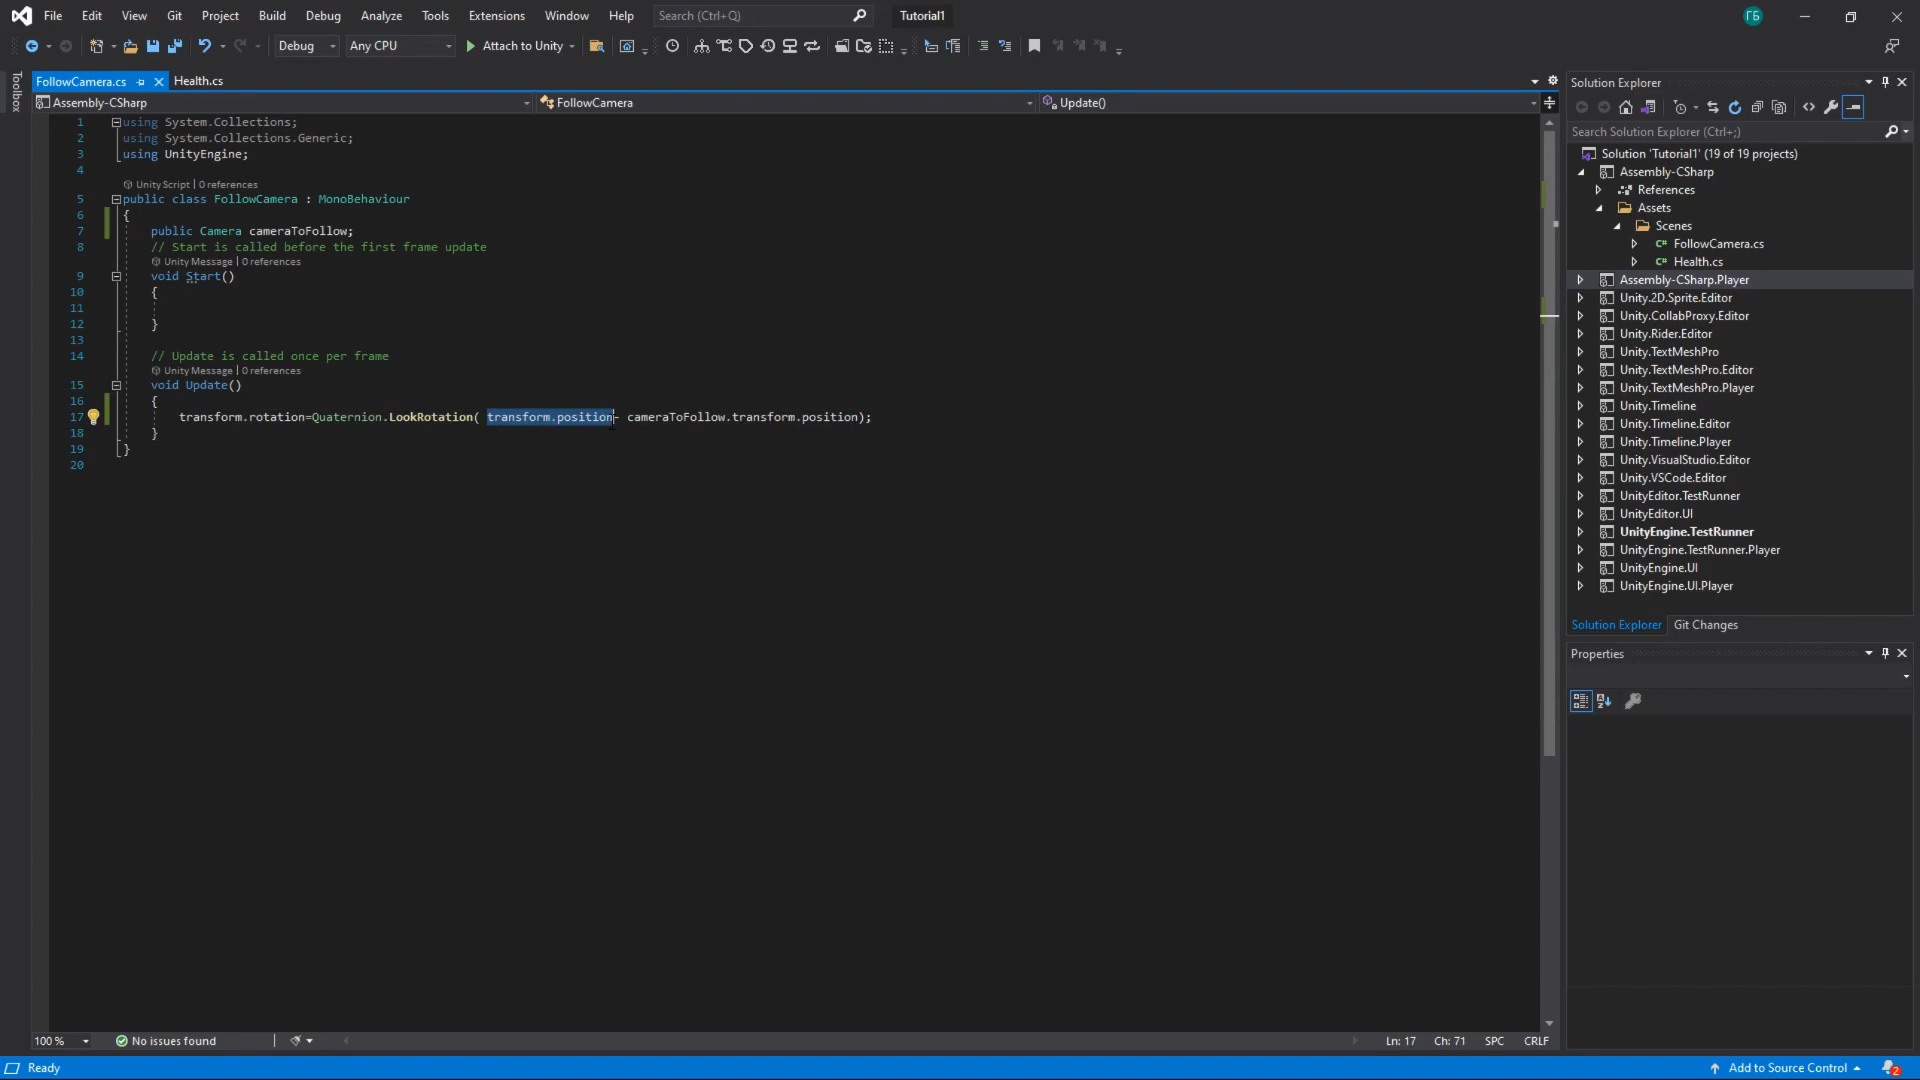 File Edit View Git Project Build Debug Analyze Tools Extensions Window Help Search (Ctrl+Q) Tutorial1 ГБ
Debug Any CPU Attach to Unity
FollowCamera.cs Health.cs
Assembly-CSharp FollowCamera Update()
1 using System.Collections;
2 using System.Collections.Generic;
3 using UnityEngine;
4
Unity Script | 0 references
5 public class FollowCamera : MonoBehaviour
6 {
7 public Camera cameraToFollow;
8 // Start is called before the first frame update
Unity Message | 0 references
9 void Start()
10 {
11
12 }
13
14 // Update is called once per frame
Unity Message | 0 references
15 void Update()
16 {
17 transform.rotation=Quaternion.LookRotation( transform.position- cameraToFollow.transform.position);
18 }
19 }
20
100 % No issues found Ln: 17 Ch: 71 SPC CRLF
Ready Add to Source Control 2
Toolbox
Solution Explorer
Search Solution Explorer (Ctrl+;)
Solution 'Tutorial1' (19 of 19 projects)
Assembly-CSharp
References
Assets
Scenes
FollowCamera.cs
Health.cs
Assembly-CSharp.Player
Unity.2D.Sprite.Editor
Unity.CollabProxy.Editor
Unity.Rider.Editor
Unity.TextMeshPro
Unity.TextMeshPro.Editor
Unity.TextMeshPro.Player
Unity.Timeline
Unity.Timeline.Editor
Unity.Timeline.Player
Unity.VisualStudio.Editor
Unity.VSCode.Editor
UnityEditor.TestRunner
UnityEditor.UI
UnityEngine.TestRunner
UnityEngine.TestRunner.Player
UnityEngine.UI
UnityEngine.UI.Player
Solution Explorer Git Changes
Properties